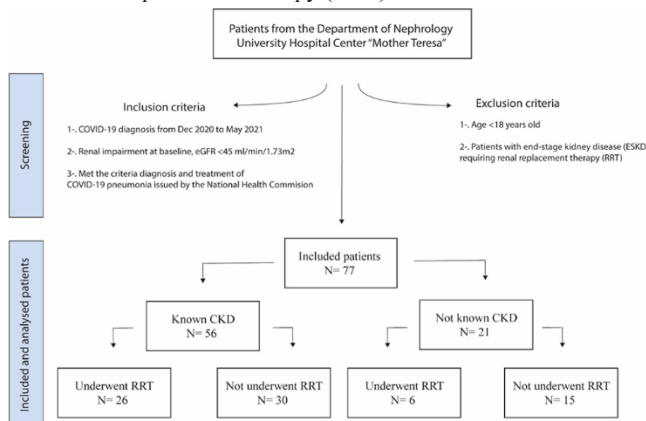 Patients from the Department of Nephrology
University Hospital Center “Mother Teresa”
Screening
Inclusion criteria
1-. COVID-19 diagnosis from Dec 2020 to May 2021
2-. Renal impairment at baseline, eGFR <45 ml/min/1.73m2
3-. Met the criteria diagnosis and treatment of
COVID-19 pneumonia issued by the National Health Commision
Exclusion criteria
1-. Age <18 years old
2-. Patients with end-stage kidney disease (ESKD
requiring renal replacement therapy (RRT)
Included and analysed patients
Included patients
N= 77
Known CKD
N= 56
Not known CKD
N= 21
Underwent RRT
N= 26
Not underwent RRT
N= 30
Underwent RRT
N= 6
Not underwent RRT
N= 15